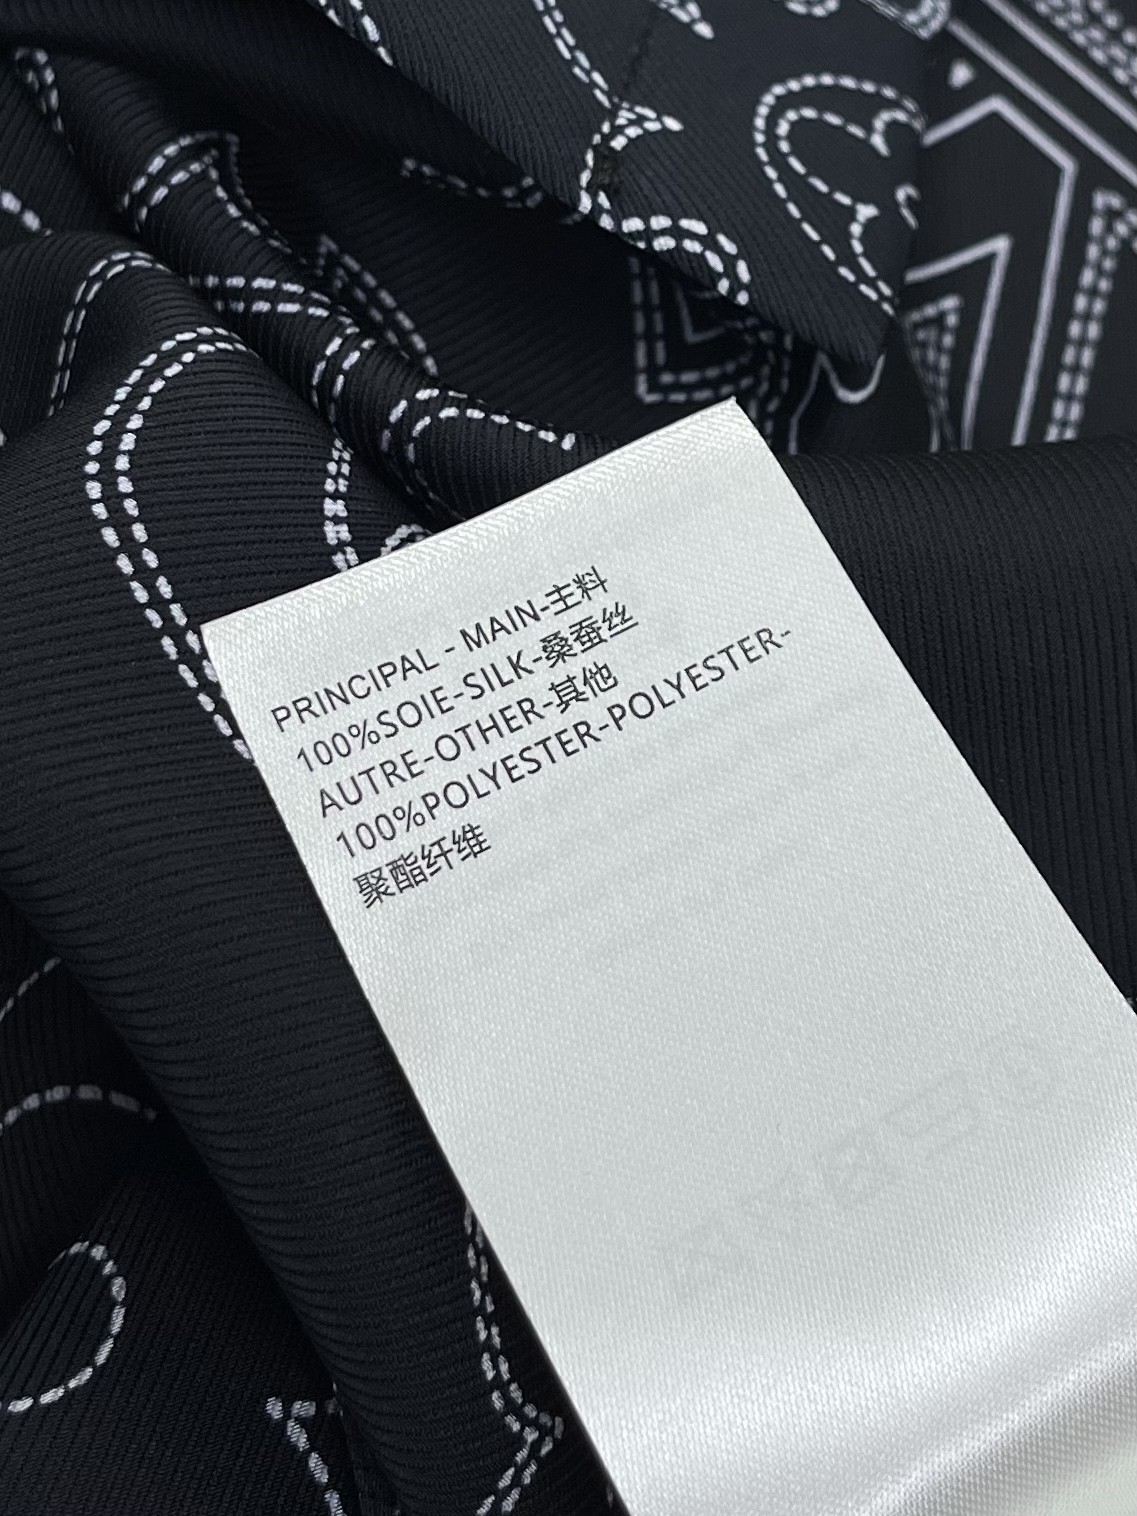 PRINCIPAL - MAIN-主料
100%SOIE-SILK-桑蚕丝
AUTRE-OTHER-其他
100%POLYESTER-POLYESTER-
聚酯纤维